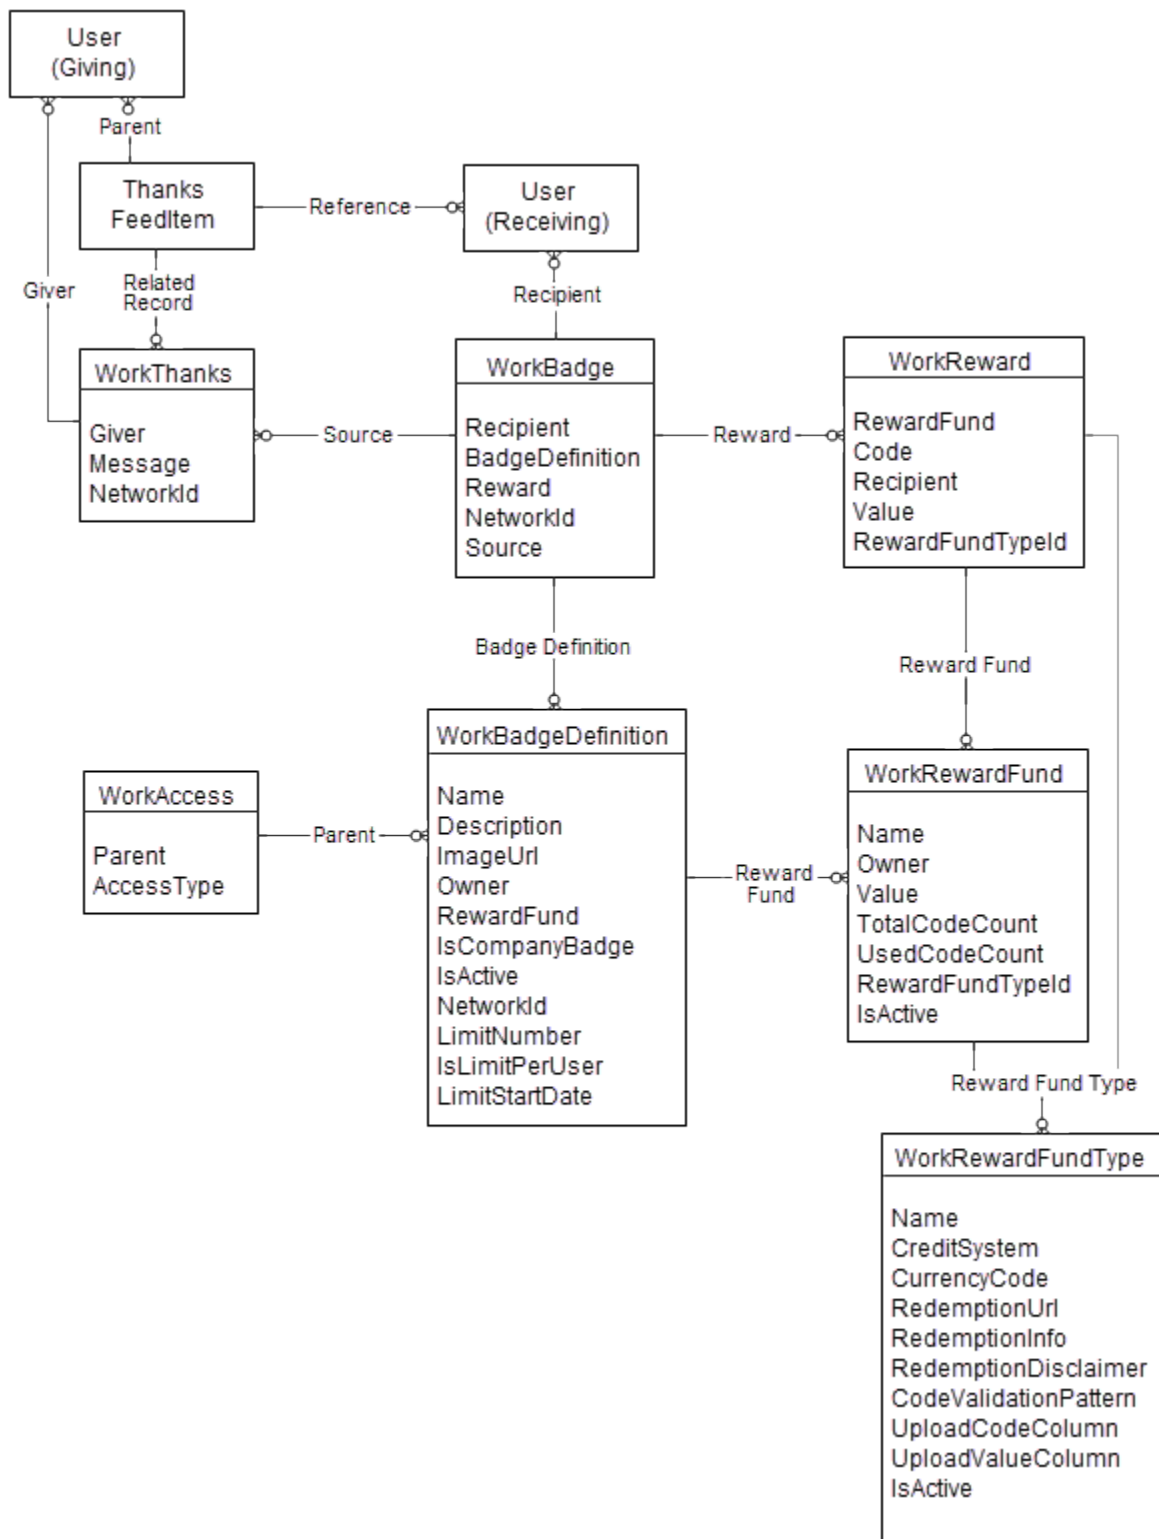 User
(Giving)
Parent
Thanks
FeedItem
Reference
User
(Receiving)
Giver
Related
Record
Recipient
WorkThanks
Giver
Message
NetworkId
Source
WorkBadge
Recipient
BadgeDefinition
Reward
NetworkId
Source
Reward
WorkReward
RewardFund
Code
Recipient
Value
RewardFundTypeId
Badge Definition
Reward Fund
WorkAccess
Parent
AccessType
Parent
WorkBadgeDefinition
Name
Description
ImageUrl
Owner
RewardFund
IsCompanyBadge
IsActive
NetworkId
LimitNumber
IsLimitPerUser
LimitStartDate
Reward
Fund
WorkRewardFund
Name
Owner
Value
TotalCodeCount
UsedCodeCount
RewardFundTypeId
IsActive
Reward Fund Type
WorkRewardFundType
Name
CreditSystem
CurrencyCode
RedemptionUrl
RedemptionInfo
RedemptionDisclaimer
CodeValidationPattern
UploadCodeColumn
UploadValueColumn
IsActive